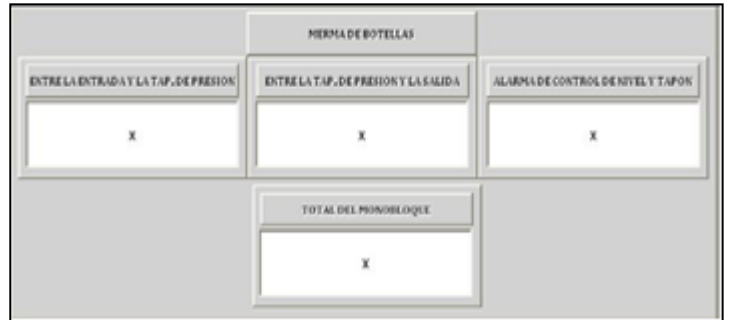 MERMA DE BOTELLAS
ENTRE LA ENTRADA Y LA TAP. DE PRESION
ENTRE LA TAP. DE PRESION Y LA SALIDA
ALARMA DE CONTROL DE NIVEL Y TAPON
X
X
X
TOTAL DEL MONOBLOQUE
X